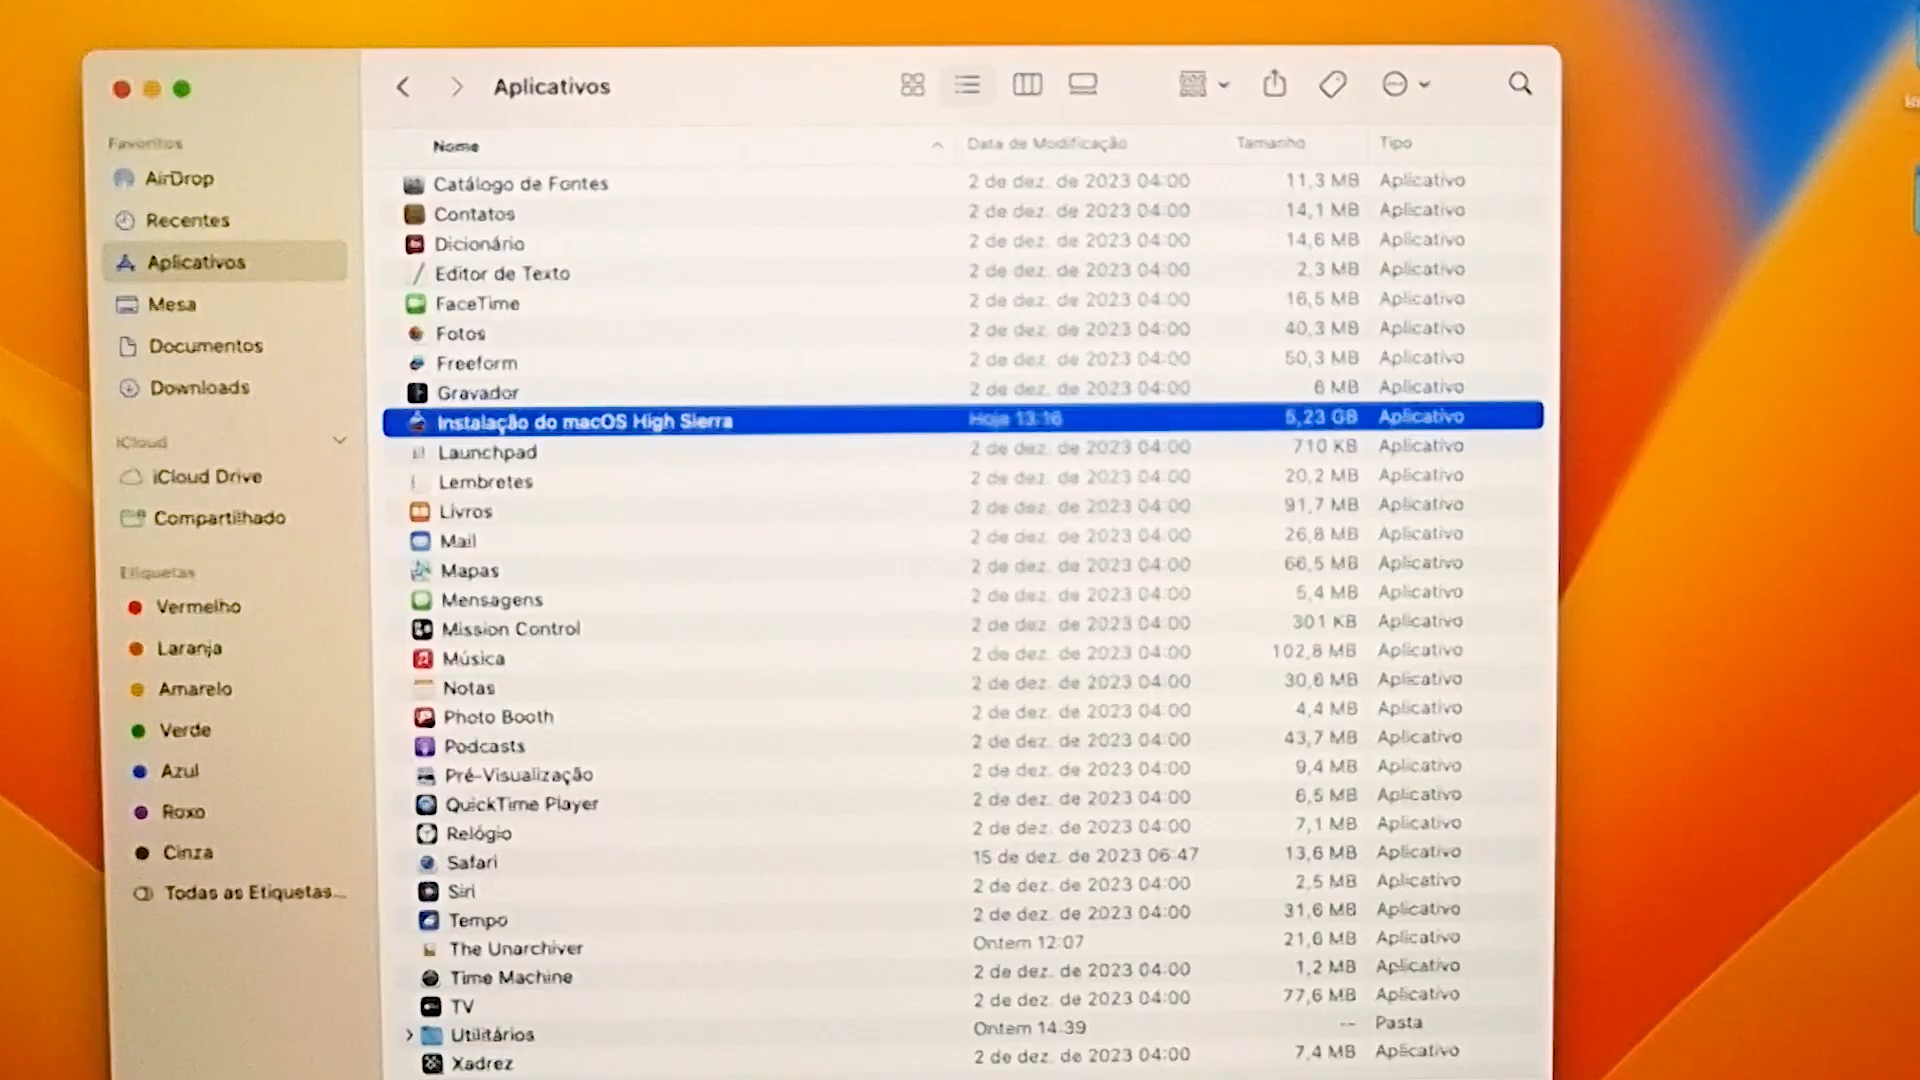 Aplicativos
Favoritos
AirDrop
Recentes
Aplicativos
Mesa
Documentos
Downloads
iCloud
iCloud Drive
Compartilhado
Etiquetas
Vermelho
Laranja
Amarelo
Verde
Azul
Roxo
Cinza
Todas as Etiquetas...
Nome Data de Modificação Tamanho Tipo
Catálogo de Fontes 2 de dez. de 2023 04:00 11,3 MB Aplicativo
Contatos 2 de dez. de 2023 04:00 14,1 MB Aplicativo
Dicionário 2 de dez. de 2023 04:00 14,6 MB Aplicativo
Editor de Texto 2 de dez. de 2023 04:00 2,3 MB Aplicativo
FaceTime 2 de dez. de 2023 04:00 16,5 MB Aplicativo
Fotos 2 de dez. de 2023 04:00 40,3 MB Aplicativo
Freeform 2 de dez. de 2023 04:00 50,3 MB Aplicativo
Gravador 2 de dez. de 2023 04:00 6 MB Aplicativo
Instalação do macOS High Sierra Hoje 13:16 5,23 GB Aplicativo
Launchpad 2 de dez. de 2023 04:00 710 KB Aplicativo
Lembretes 2 de dez. de 2023 04:00 20,2 MB Aplicativo
Livros 2 de dez. de 2023 04:00 91,7 MB Aplicativo
Mail 2 de dez. de 2023 04:00 26,8 MB Aplicativo
Mapas 2 de dez. de 2023 04:00 66,5 MB Aplicativo
Mensagens 2 de dez. de 2023 04:00 5,4 MB Aplicativo
Mission Control 2 de dez. de 2023 04:00 301 KB Aplicativo
Música 2 de dez. de 2023 04:00 102,8 MB Aplicativo
Notas 2 de dez. de 2023 04:00 30,6 MB Aplicativo
Photo Booth 2 de dez. de 2023 04:00 4,4 MB Aplicativo
Podcasts 2 de dez. de 2023 04:00 43,7 MB Aplicativo
Pré-Visualização 2 de dez. de 2023 04:00 9,4 MB Aplicativo
QuickTime Player 2 de dez. de 2023 04:00 6,5 MB Aplicativo
Relógio 2 de dez. de 2023 04:00 7,1 MB Aplicativo
Safari 15 de dez. de 2023 06:47 13,6 MB Aplicativo
Siri 2 de dez. de 2023 04:00 2,5 MB Aplicativo
Tempo 2 de dez. de 2023 04:00 31,6 MB Aplicativo
The Unarchiver Ontem 12:07 21,6 MB Aplicativo
Time Machine 2 de dez. de 2023 04:00 1,2 MB Aplicativo
TV 2 de dez. de 2023 04:00 77,6 MB Aplicativo
Utilitários Ontem 14:39 -- Pasta
Xadrez 2 de dez. de 2023 04:00 7,4 MB Aplicativo